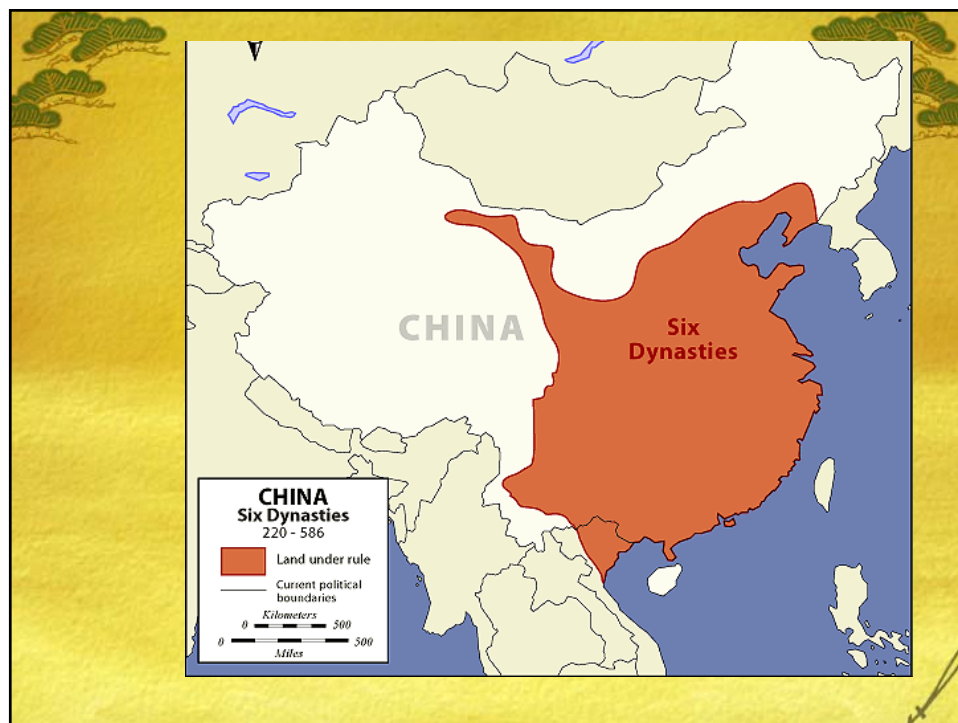 CHINA
Six
Dynasties
CHINA
Six Dynasties
220 - 586
Land under rule
Current political
boundaries
Kilometers
0 500
0 500
Miles